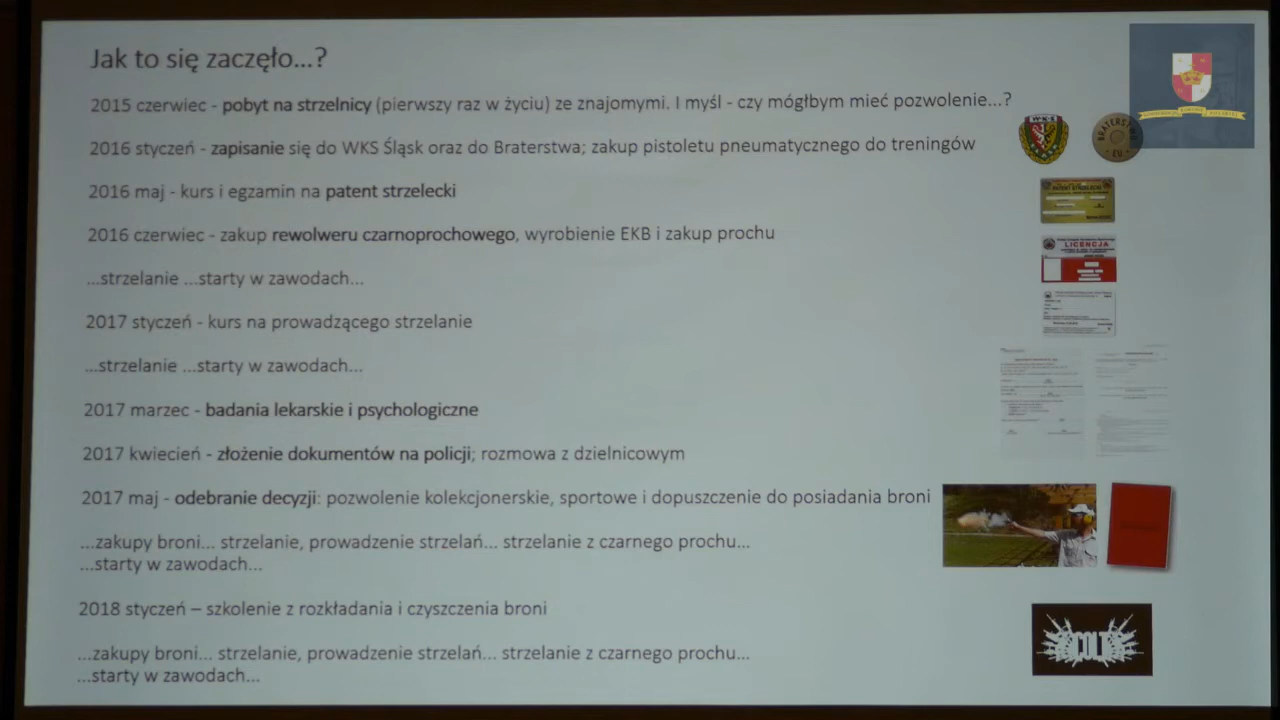 Jak to się zaczęło...?
2015 czerwiec - pobyt na strzelnicy (pierwszy raz w życiu) ze znajomymi. I myśl - czy mógłbym mieć pozwolenie...?
2016 styczeń - zapisanie się do WKS Śląsk oraz do Braterstwa; zakup pistoletu pneumatycznego do treningów
2016 maj - kurs i egzamin na patent strzelecki
2016 czerwiec - zakup rewolweru czarnoprochowego, wyrobienie EKB i zakup prochu
...strzelanie ...starty w zawodach...
2017 styczeń - kurs na prowadzącego strzelanie
...strzelanie ...starty w zawodach...
2017 marzec - badania lekarskie i psychologiczne
2017 kwiecień - złożenie dokumentów na policji; rozmowa z dzielnicowym
2017 maj - odebranie decyzji: pozwolenie kolekcjonerskie, sportowe i dopuszczenie do posiadania broni
...zakupy broni... strzelanie, prowadzenie strzelań... strzelanie z czarnego prochu...
...starty w zawodach...
2018 styczeń – szkolenie z rozkładania i czyszczenia broni
...zakupy broni... strzelanie, prowadzenie strzelań... strzelanie z czarnego prochu...
...starty w zawodach...
WKS
LICENCJA
COLT